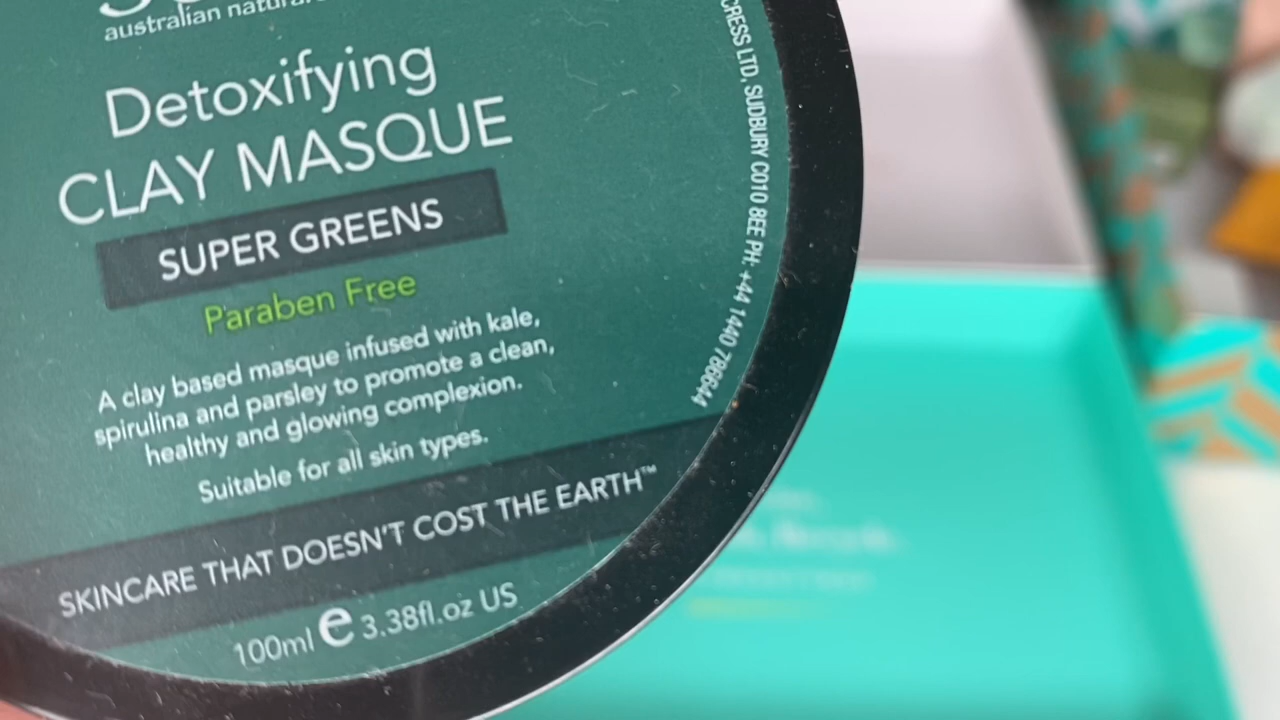 australian natural
Detoxifying
CLAY MASQUE
SUPER GREENS
Paraben Free
A clay based masque infused with kale,
spirulina and parsley to promote a clean,
healthy and glowing complexion.
Suitable for all skin types.
SKINCARE THAT DOESN'T COST THE EARTH™
100ml e 3.38fl.oz US
CRESS LTD, SUDBURY CO10 8EE PH: +44 1440 786644